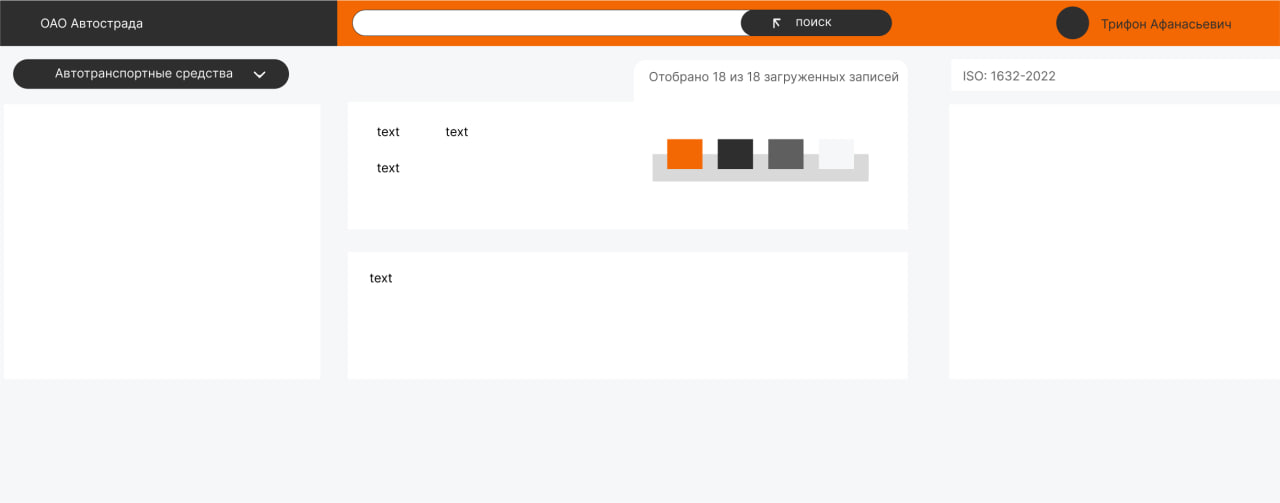 ОАО Автострада
поиск
Трифон Афанасьевич
Автотранспортные средства
Отобрано 18 из 18 загруженных записей
ISO: 1632-2022
text text
text
text